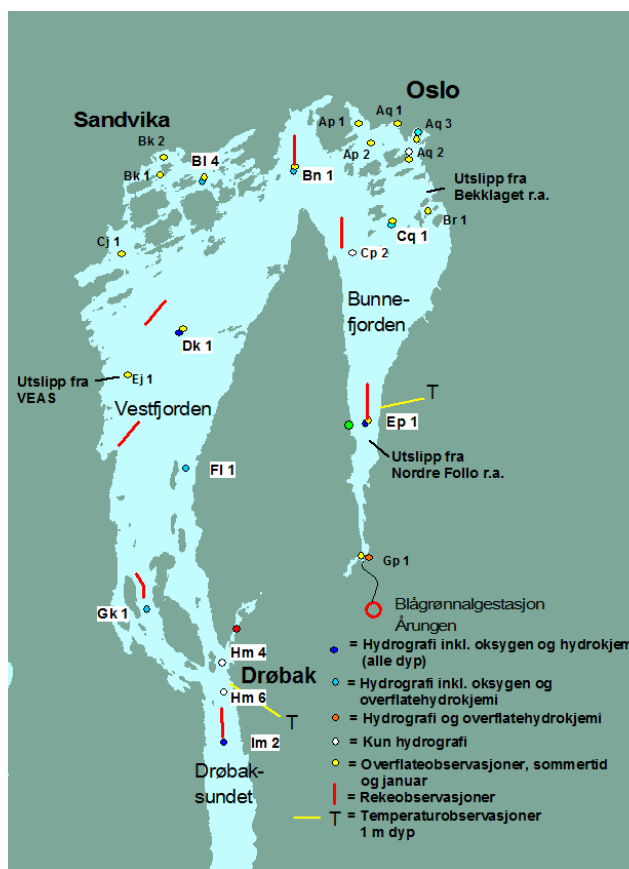 Oslo
Sandvika
Ap 1
Aq 1
Aq 3
Bk 2
Bl 4
Ap 2
Aq 2
Bk 1
Bn 1
Utslipp fra
Bekklaget r.a.
Br 1
Cq 1
Cj 1
Cp 2
Bunne-
fjorden
Dk 1
Utslipp fra
VEAS
Ej 1
T
Vestfjorden
Ep 1
Utslipp fra
Nordre Follo r.a.
Fl 1
Gp 1
Gk 1
Blågrønnalgestasjon
Årungen
= Hydrografi inkl. oksygen og hydrokjem
(alle dyp)
Hm 4
Drøbak
= Hydrografi inkl. oksygen og
overflatehydrokjemi
Hm 6
T
= Hydrografi og overflatehydrokjemi
Im 2
= Kun hydrografi
Drøbak-
sundet
= Overflateobservasjoner, sommertid
og januar
= Rekeobservasjoner
T = Temperaturobservasjoner
1 m dyp